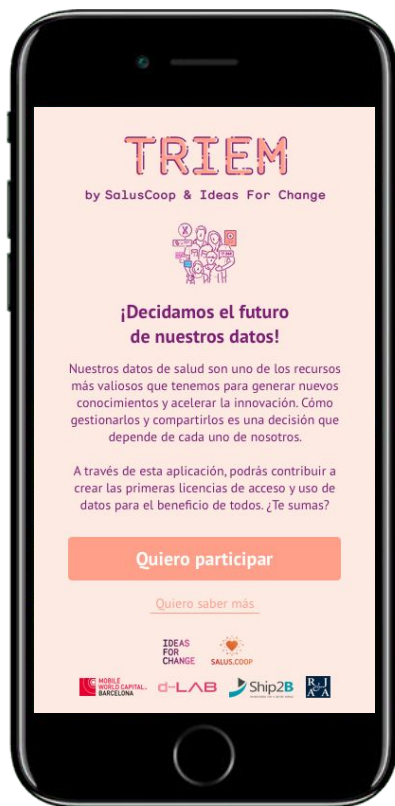 TRIEM
by SalusCoop & Ideas For Change
¡Decidamos el futuro
de nuestros datos!
Nuestros datos de salud son uno de los recursos
más valiosos que tenemos para generar nuevos
conocimientos y acelerar la innovación. Cómo
gestionarlos y compartirlos es una decisión que
depende de cada uno de nosotros.
A través de esta aplicación, podrás contribuir a
crear las primeras licencias de acceso y uso de
datos para el beneficio de todos. ¿Te sumas?
Quiero participar
Quiero saber más
IDEAS
FOR
CHANGE
SALUS.COOP
MOBILE
WORLD CAPITAL.
BARCELONA
d-LAB
Ship2B
R&J